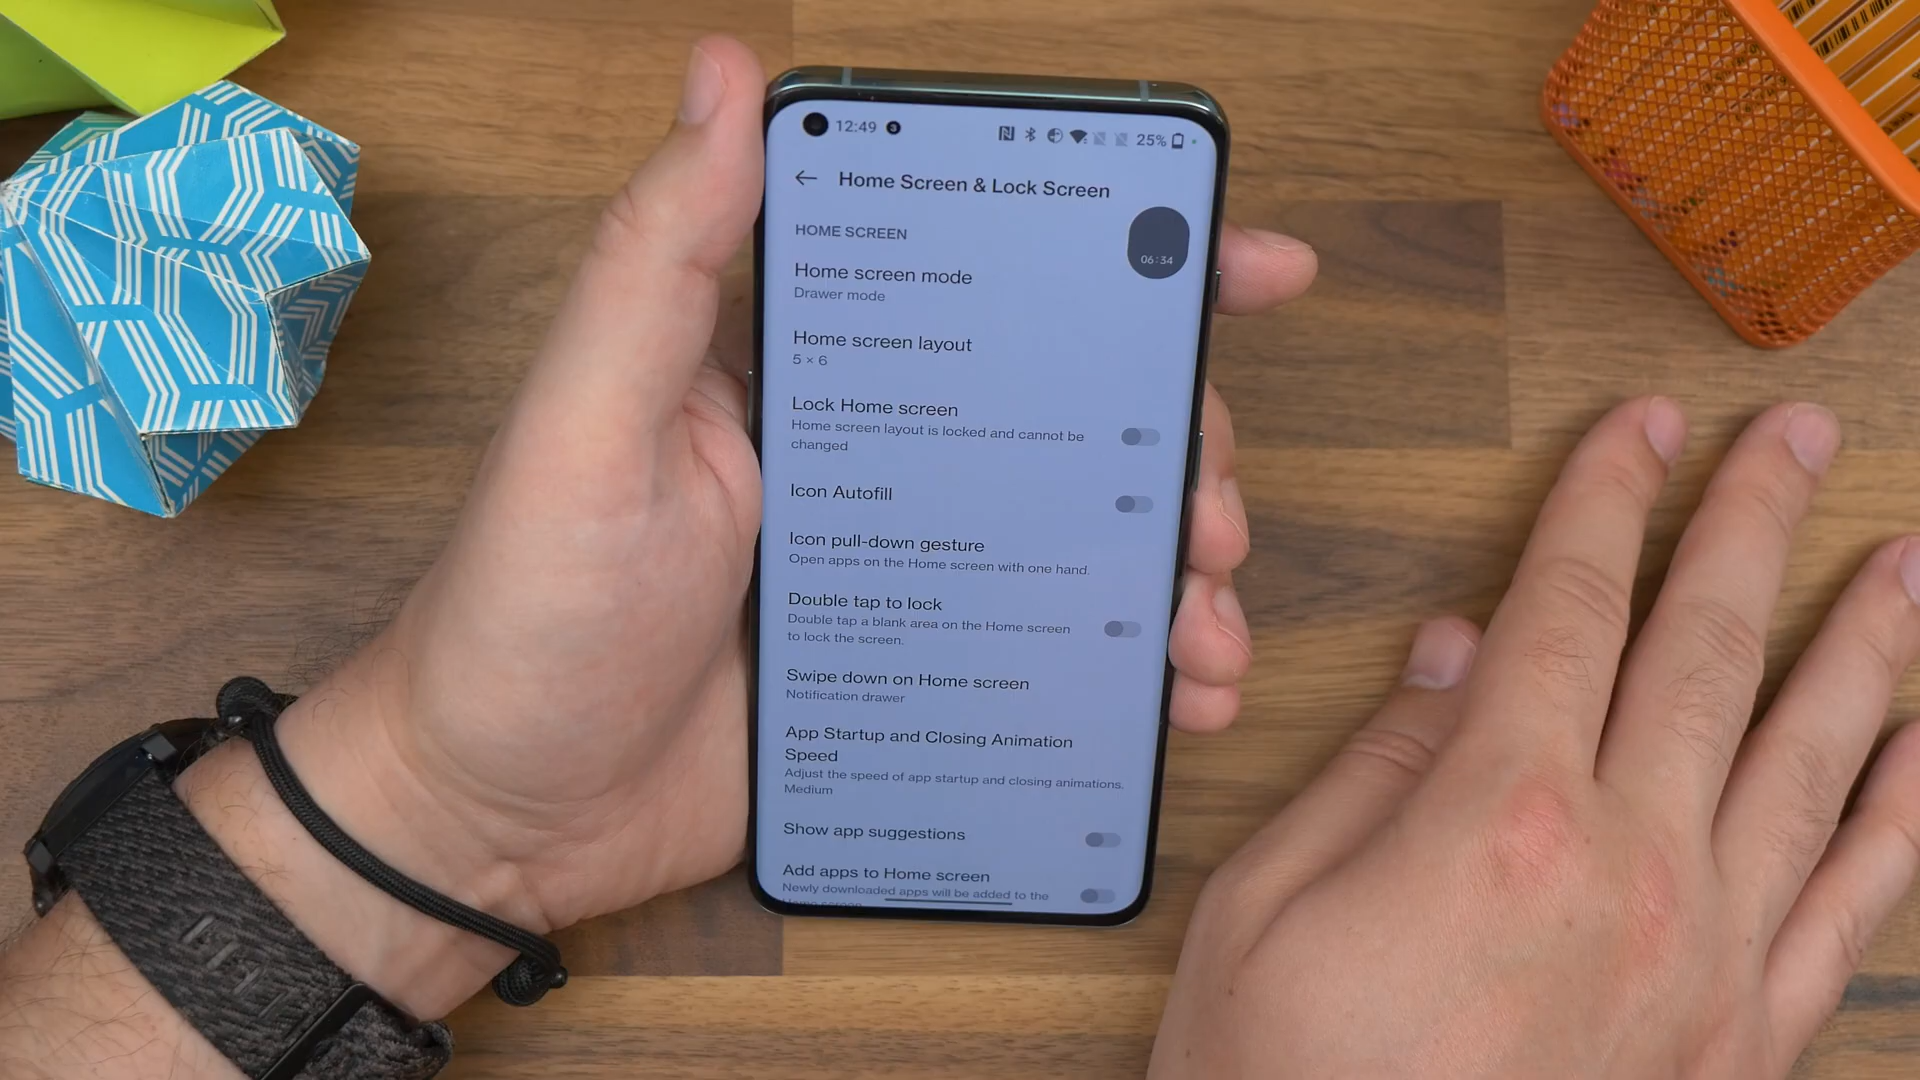 12:49
25%
Home Screen & Lock Screen
HOME SCREEN
06:34
Home screen mode
Drawer mode
Home screen layout
5 × 6
Lock Home screen
Home screen layout is locked and cannot be
changed
Icon Autofill
Icon pull-down gesture
Open apps on the Home screen with one hand.
Double tap to lock
Double tap a blank area on the Home screen
to lock the screen.
Swipe down on Home screen
Notification drawer
App Startup and Closing Animation
Speed
Adjust the speed of app startup and closing animations.
Medium
Show app suggestions
Add apps to Home screen
Newly downloaded apps will be added to the
Home screen